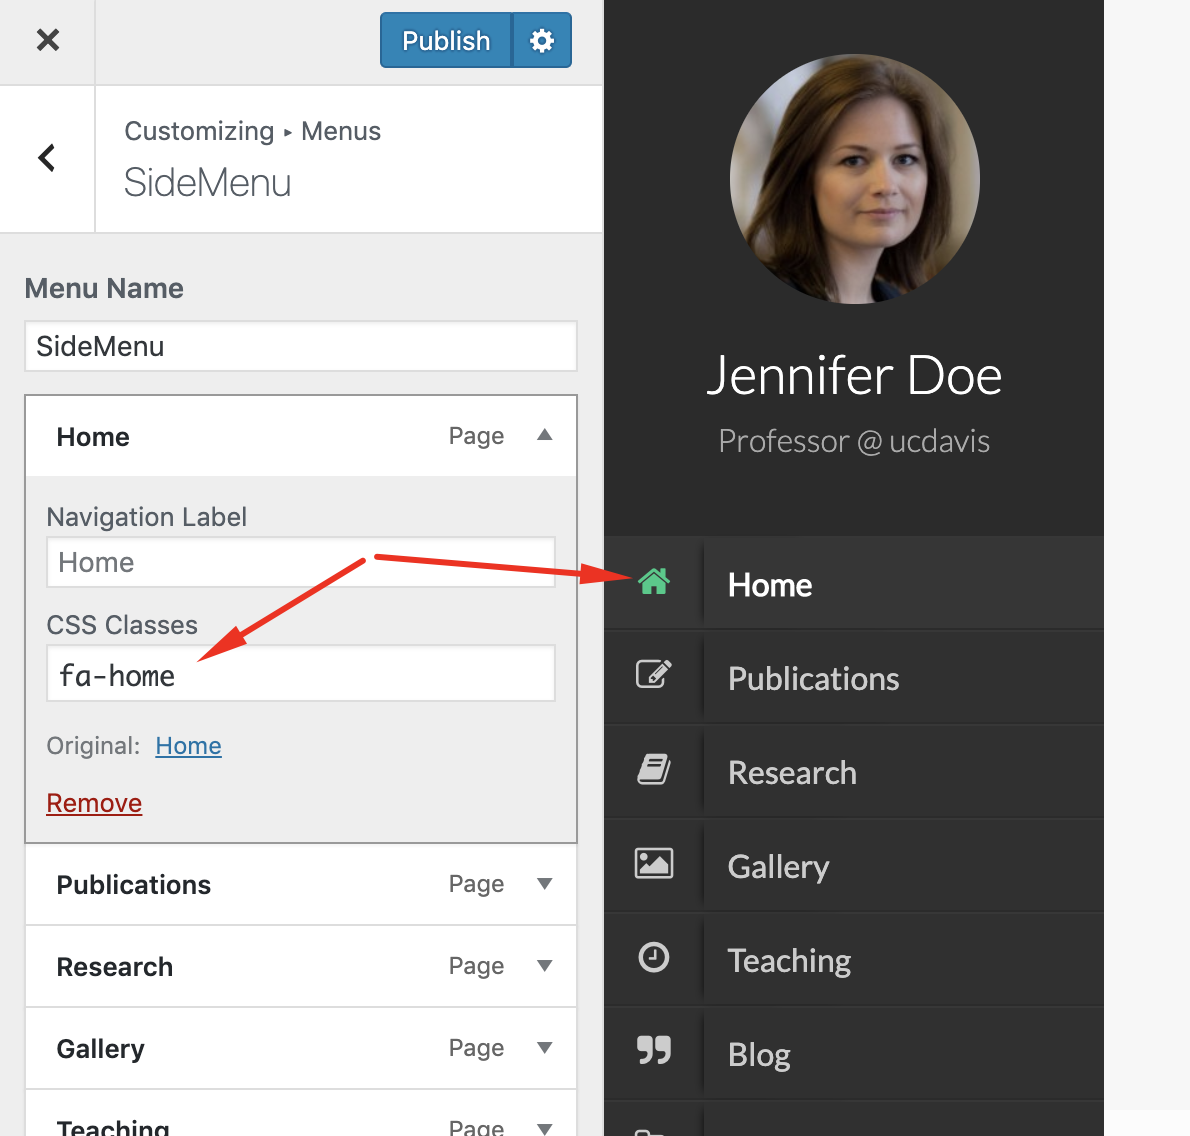 Publish
Customizing ▸ Menus
SideMenu
Menu Name
SideMenu
Home Page
Navigation Label
Home
CSS Classes
fa-home
Original: Home
Remove
Publications Page
Research Page
Gallery Page
Teaching Page
Jennifer Doe
Professor @ ucdavis
Home
Publications
Research
Gallery
Teaching
Blog